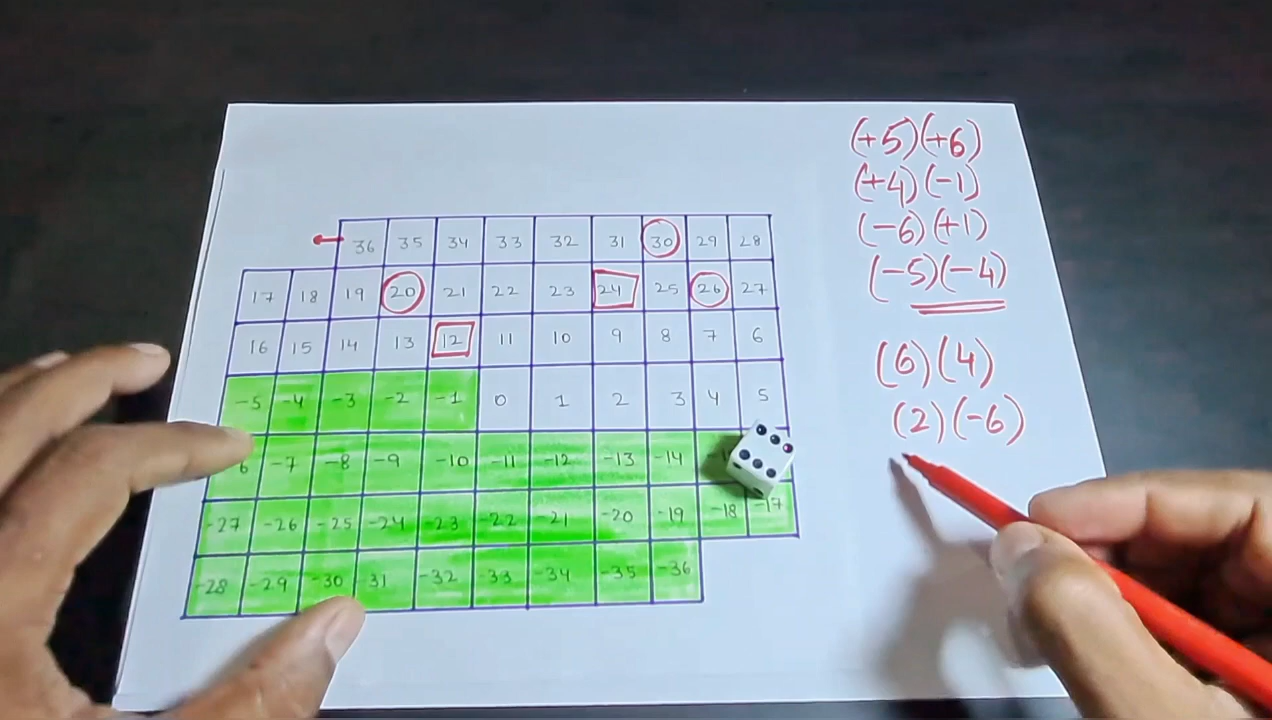 36 35 34 33 32 31 30 29 28
17 18 19 20 21 22 23 24 25 26 27
16 15 14 13 12 11 10 9 8 7 6
-5 -4 -3 -2 -1 0 1 2 3 4 5
6 -7 -8 -9 -10 -11 -12 -13 -14
-27 -26 -25 -24 -23 -22 -21 -20 -19 -18 -17
-28 -29 -30 -31 -32 -33 -34 -35 -36
(+5)(+6)
(+4)(-1)
(-6)(+1)
(-5)(-4)
(6)(4)
(2)(-6)